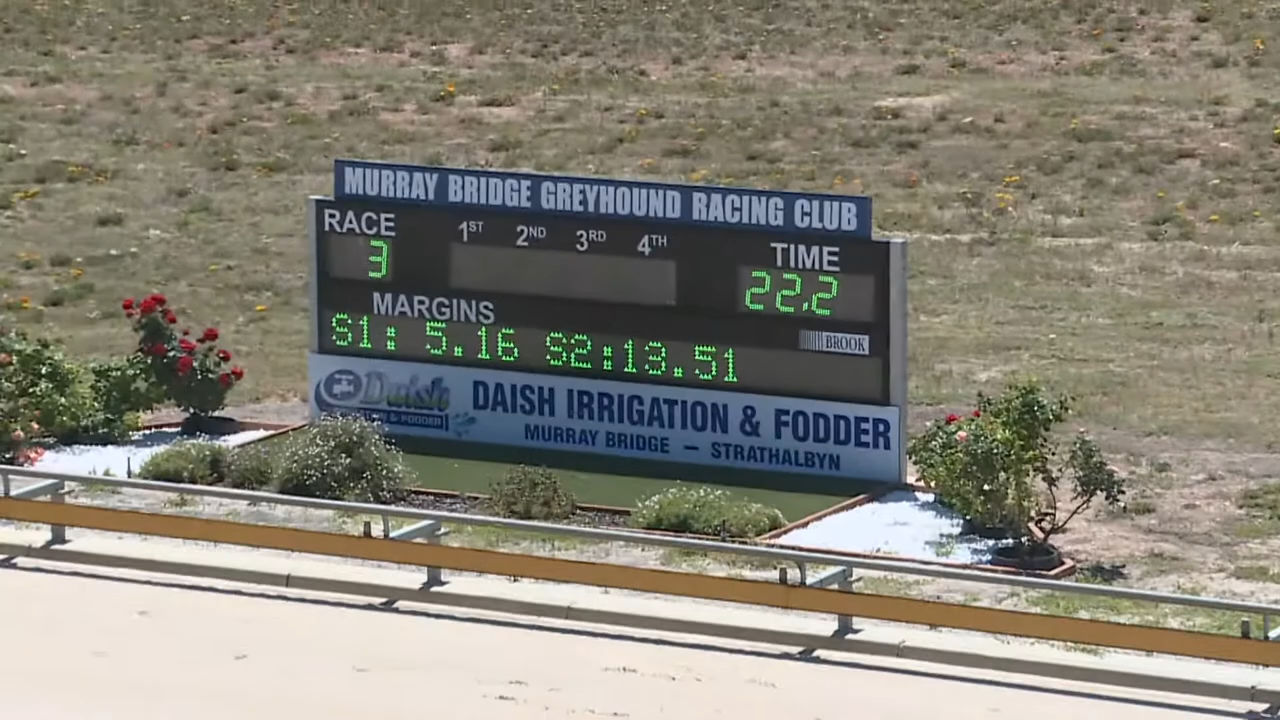 MURRAY BRIDGE GREYHOUND RACING CLUB
RACE 1ST 2ND 3RD 4TH TIME
3 22.2
MARGINS
S1: 5.16 S2:13.51
BROOK
Daish
& FODDER
DAISH IRRIGATION & FODDER
MURRAY BRIDGE – STRATHALBYN